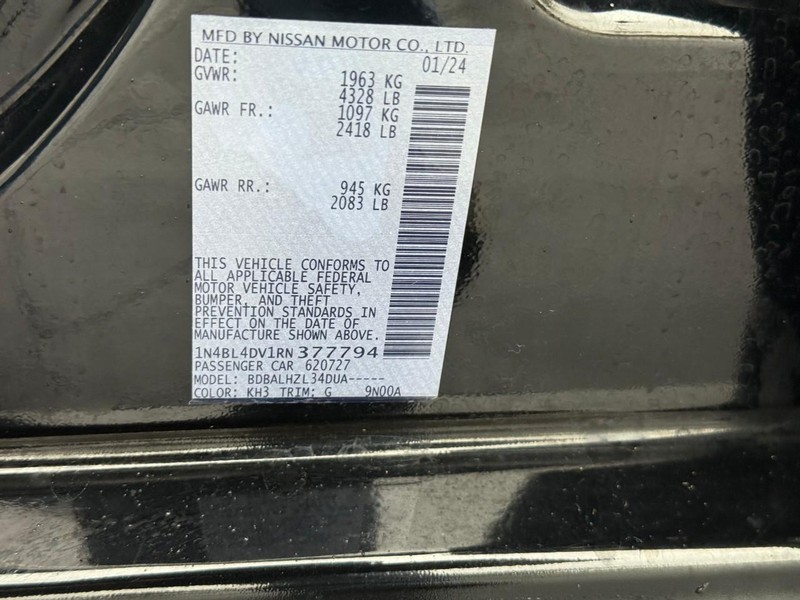 MFD BY NISSAN MOTOR CO., LTD.
DATE: 01/24
GVWR: 1963 KG
4328 LB
GAWR FR.: 1097 KG
2418 LB
GAWR RR.: 945 KG
2083 LB
THIS VEHICLE CONFORMS TO
ALL APPLICABLE FEDERAL
MOTOR VEHICLE SAFETY,
BUMPER, AND THEFT
PREVENTION STANDARDS IN
EFFECT ON THE DATE OF
MANUFACTURE SHOWN ABOVE.
1N4BL4DV1RN 377794
PASSENGER CAR 620727
MODEL: BDBALHZL34DUA-----
COLOR: KH3 TRIM: G 9N00A